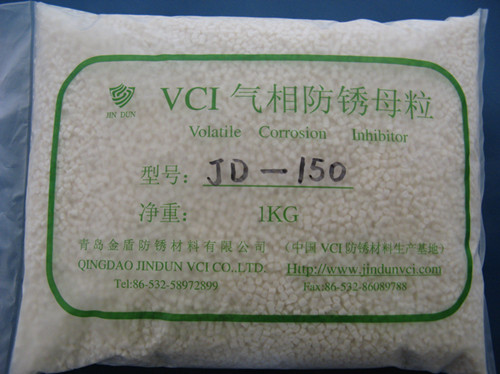 JIN DUN
VCI 气相防锈母粒
Volatile Corrosion Inhibitor
型号: JD-150
净重: 1KG
青岛金盾防锈材料有限公司 (中国VCI防锈材料生产基地)
QINGDAO JINDUN VCI CO.,LTD. Http://www.jindunvci.com
Tel:86-532-58972899 Fax:86-532-86089788